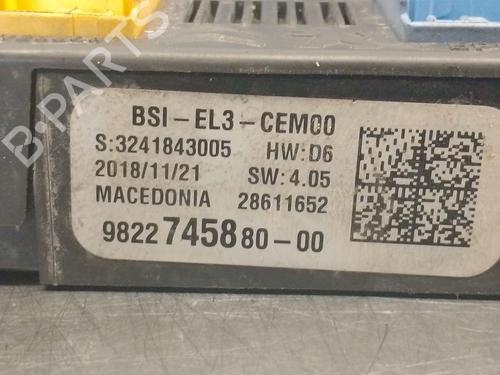 BSI-EL3-CEM00
S:3241843005 HW:D6
2018/11/21 SW:4.05
MACEDONIA 28611652
9822745880-00
B-PARTS